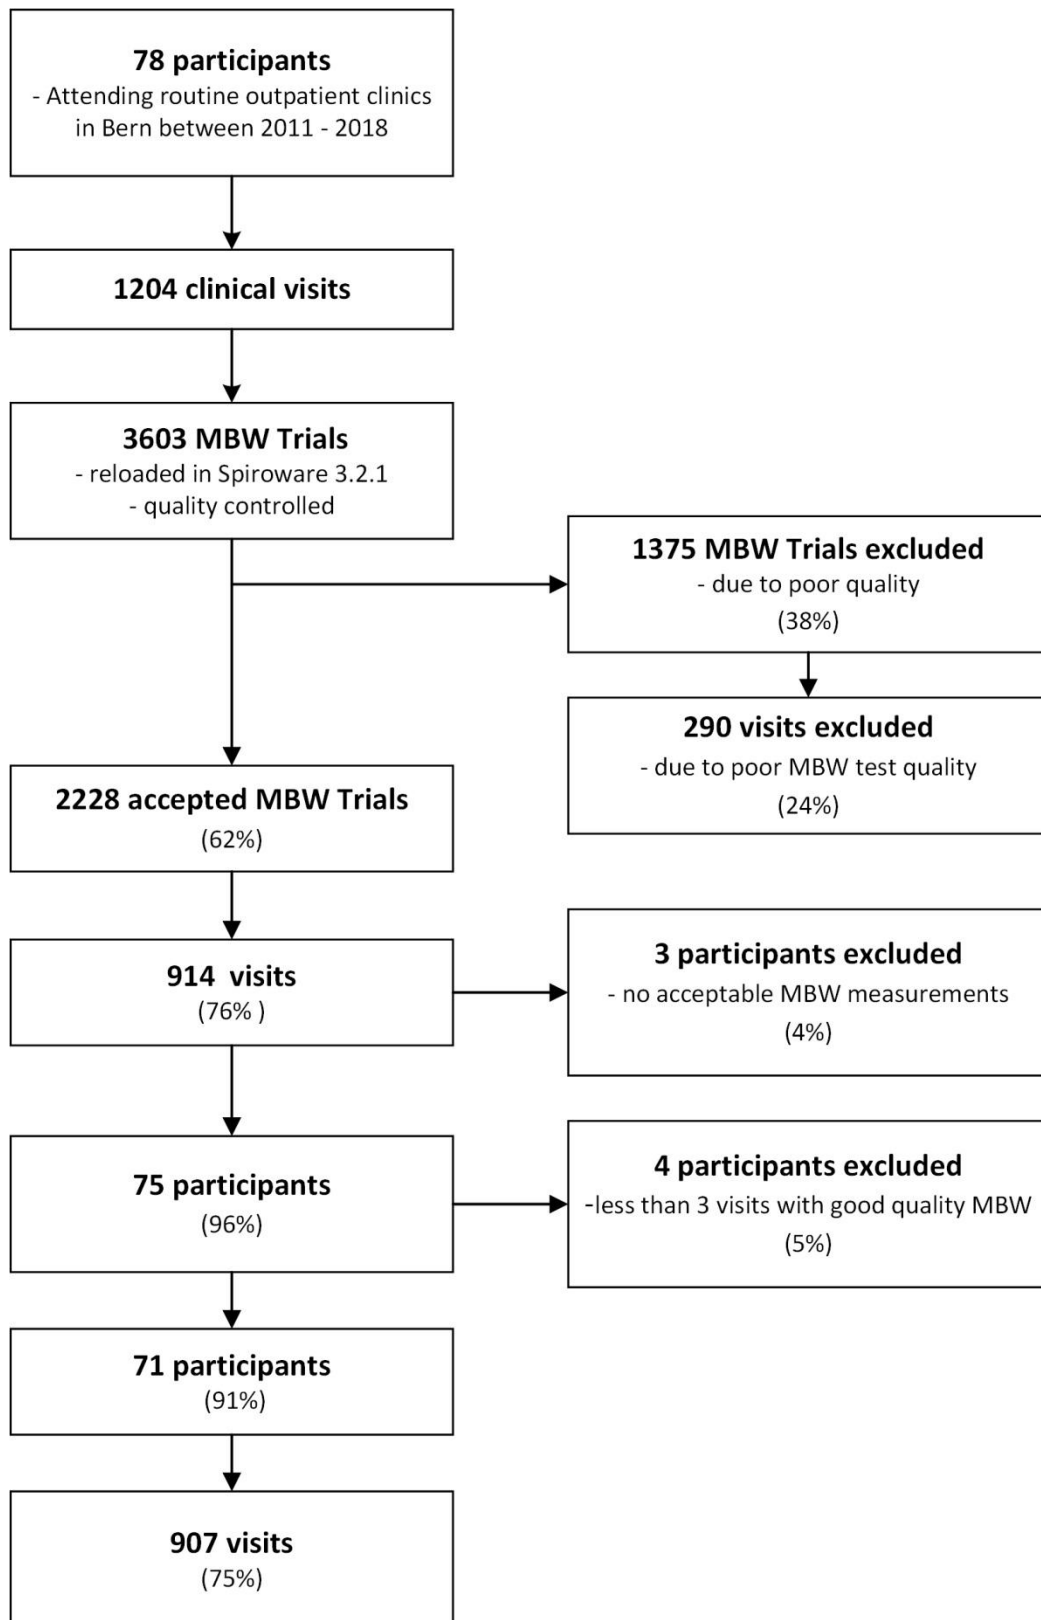 78 participants
- Attending routine outpatient clinics
in Bern between 2011 - 2018
1204 clinical visits
3603 MBW Trials
- reloaded in Spiroware 3.2.1
- quality controlled
1375 MBW Trials excluded
- due to poor quality
(38%)
290 visits excluded
- due to poor MBW test quality
(24%)
2228 accepted MBW Trials
(62%)
914 visits
(76% )
3 participants excluded
- no acceptable MBW measurements
(4%)
75 participants
(96%)
4 participants excluded
-less than 3 visits with good quality MBW
(5%)
71 participants
(91%)
907 visits
(75%)